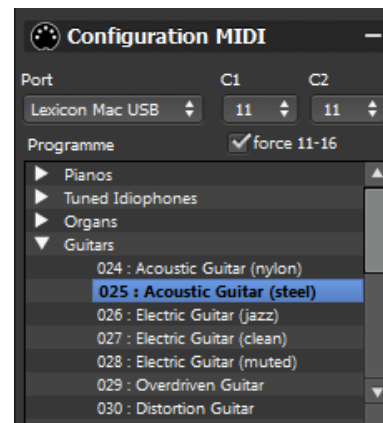 Configuration MIDI
Port C1 C2
Lexicon Mac USB 11 11
Programme force 11-16
Pianos
Tuned Idiophones
Organs
Guitars
024 : Acoustic Guitar (nylon)
025 : Acoustic Guitar (steel)
026 : Electric Guitar (jazz)
027 : Electric Guitar (clean)
028 : Electric Guitar (muted)
029 : Overdriven Guitar
030 : Distortion Guitar